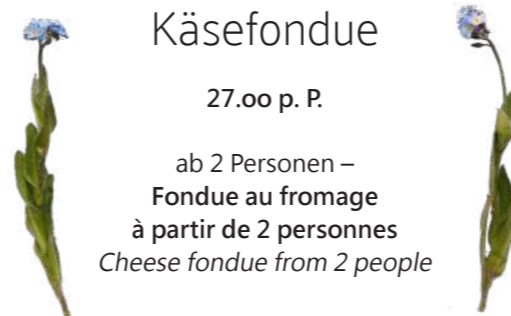 Käsefondue
27.oo p. P.
ab 2 Personen –
Fondue au fromage
à partir de 2 personnes
Cheese fondue from 2 people